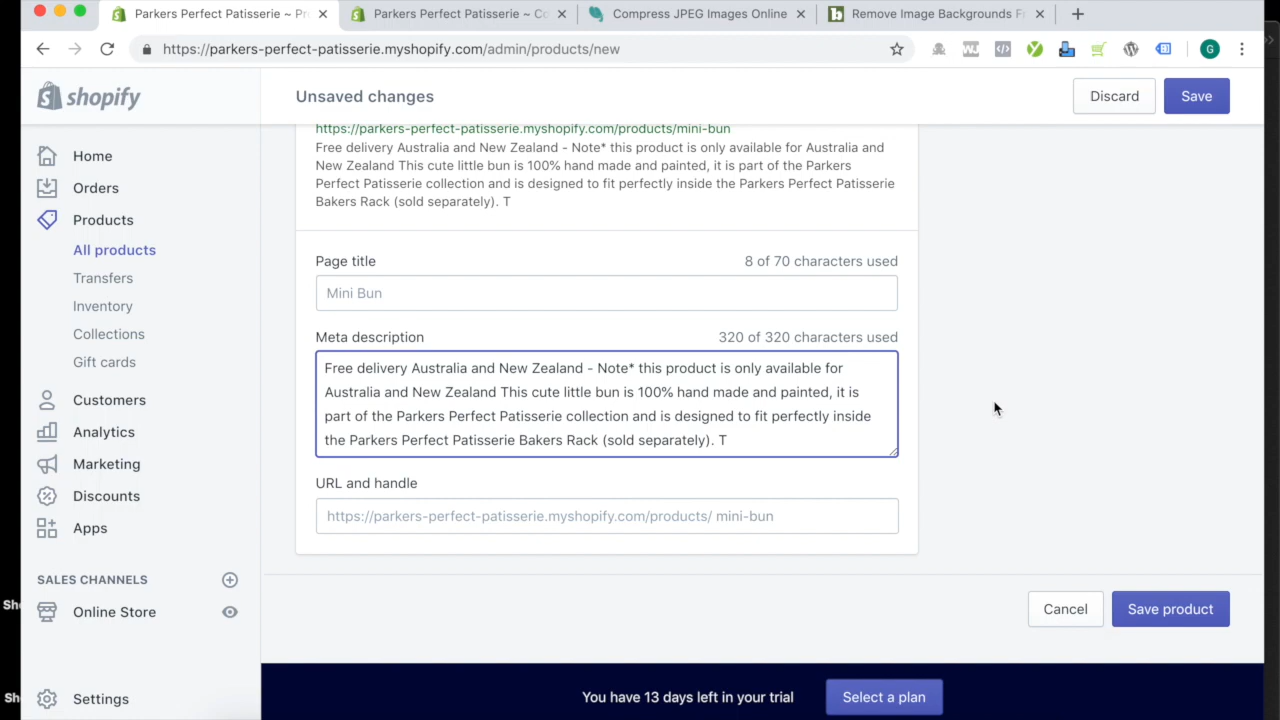 Parkers Perfect Patisserie ~ Pr
Parkers Perfect Patisserie ~ Co
Compress JPEG Images Online
Remove Image Backgrounds Fr
https://parkers-perfect-patisserie.myshopify.com/admin/products/new
G
shopify
Unsaved changes
Discard
Save
Home
Orders
Products
All products
Transfers
Inventory
Collections
Gift cards
Customers
Analytics
Marketing
Discounts
Apps
SALES CHANNELS
Online Store
Settings
https://parkers-perfect-patisserie.myshopify.com/products/mini-bun
Free delivery Australia and New Zealand - Note* this product is only available for Australia and
New Zealand This cute little bun is 100% hand made and painted, it is part of the Parkers
Perfect Patisserie collection and is designed to fit perfectly inside the Parkers Perfect Patisserie
Bakers Rack (sold separately). T
Page title
8 of 70 characters used
Mini Bun
Meta description
320 of 320 characters used
Free delivery Australia and New Zealand - Note* this product is only available for
Australia and New Zealand This cute little bun is 100% hand made and painted, it is
part of the Parkers Perfect Patisserie collection and is designed to fit perfectly inside
the Parkers Perfect Patisserie Bakers Rack (sold separately). T
URL and handle
https://parkers-perfect-patisserie.myshopify.com/products/ mini-bun
Cancel
Save product
You have 13 days left in your trial
Select a plan